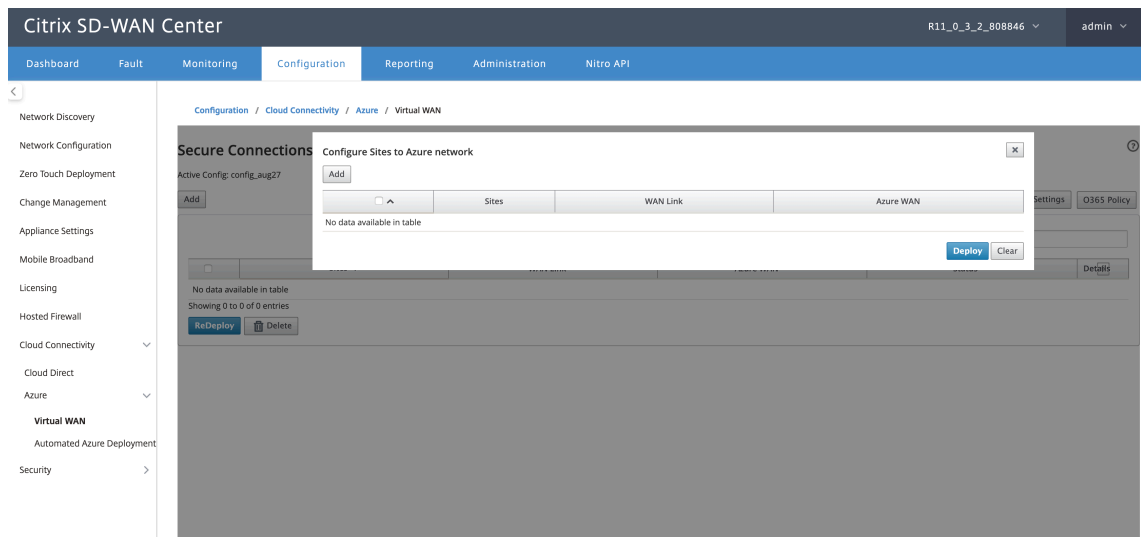 Citrix SD-WAN Center
R11_0_3_2_808846
admin
Dashboard Fault Monitoring Configuration Reporting Administration Nitro API
Network Discovery
Network Configuration
Zero Touch Deployment
Change Management
Appliance Settings
Mobile Broadband
Licensing
Hosted Firewall
Cloud Connectivity
Cloud Direct
Azure
Virtual WAN
Automated Azure Deployment
Security
Configuration / Cloud Connectivity / Azure / Virtual WAN
Secure Connections
Active Config: config_aug27
Add
Settings O365 Policy
Configure Sites to Azure network
Add
Sites WAN Link Azure WAN
No data available in table
Deploy Clear
Details
No data available in table
Showing 0 to 0 of 0 entries
ReDeploy Delete